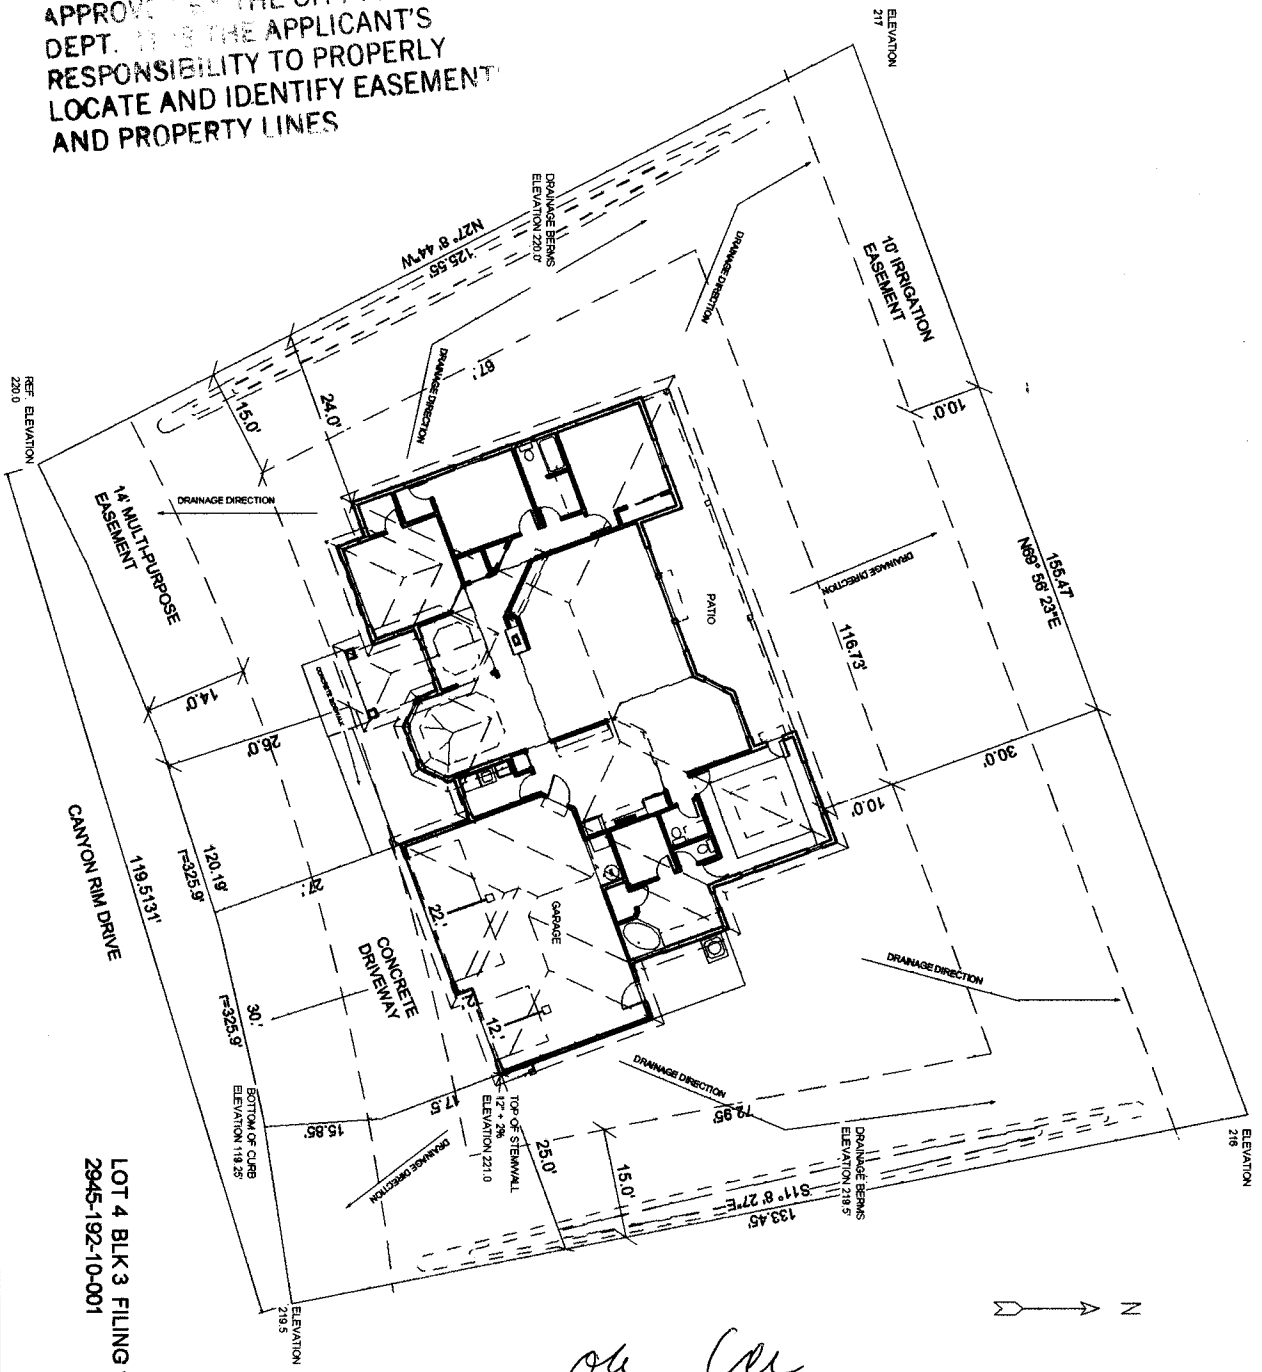 DEPT.
THE APPLICANT'S
RESPONSIBILITY TO PROPERLY
LOCATE AND IDENTIFY EASEMENT
AND PROPERTY LINES
ELEVATION
217
DRAINAGE BERMS
ELEVATION 220.0'
N27° 8' 44"W
125.55'
DRAINAGE DIRECTION
10' IRRIGATION
EASEMENT
10.0'
REF. ELEVATION
220.0
15.0'
24.0'
67'
DRAINAGE DIRECTION
DRAINAGE DIRECTION
14' MULTI-PURPOSE
EASEMENT
14.0'
26.0'
155.47'
N69° 56' 23"E
DRAINAGE DIRECTION
PATIO
116.73'
30.0'
10.0'
CANYON RIM DRIVE
119.5131'
120.19'
r=325.9'
27.'
22.'
GARAGE
12.'
CONCRETE
DRIVEWAY
30.'
r=325.9'
DRAINAGE DIRECTION
DRAINAGE DIRECTION
BOTTOM OF CURB
ELEVATION 119.25'
15.85'
17.5'
TOP OF STEMWALL
12" + 2%
ELEVATION 221.0
72.95'
DRAINAGE DIRECTION
25.0'
15.0'
DRAINAGE BERMS
ELEVATION 219.5'
S11° 8' 27"E
133.45'
ELEVATION
216
ELEVATION
219.5
LOT 4 BLK 3 FILING
2945-192-10-001
N